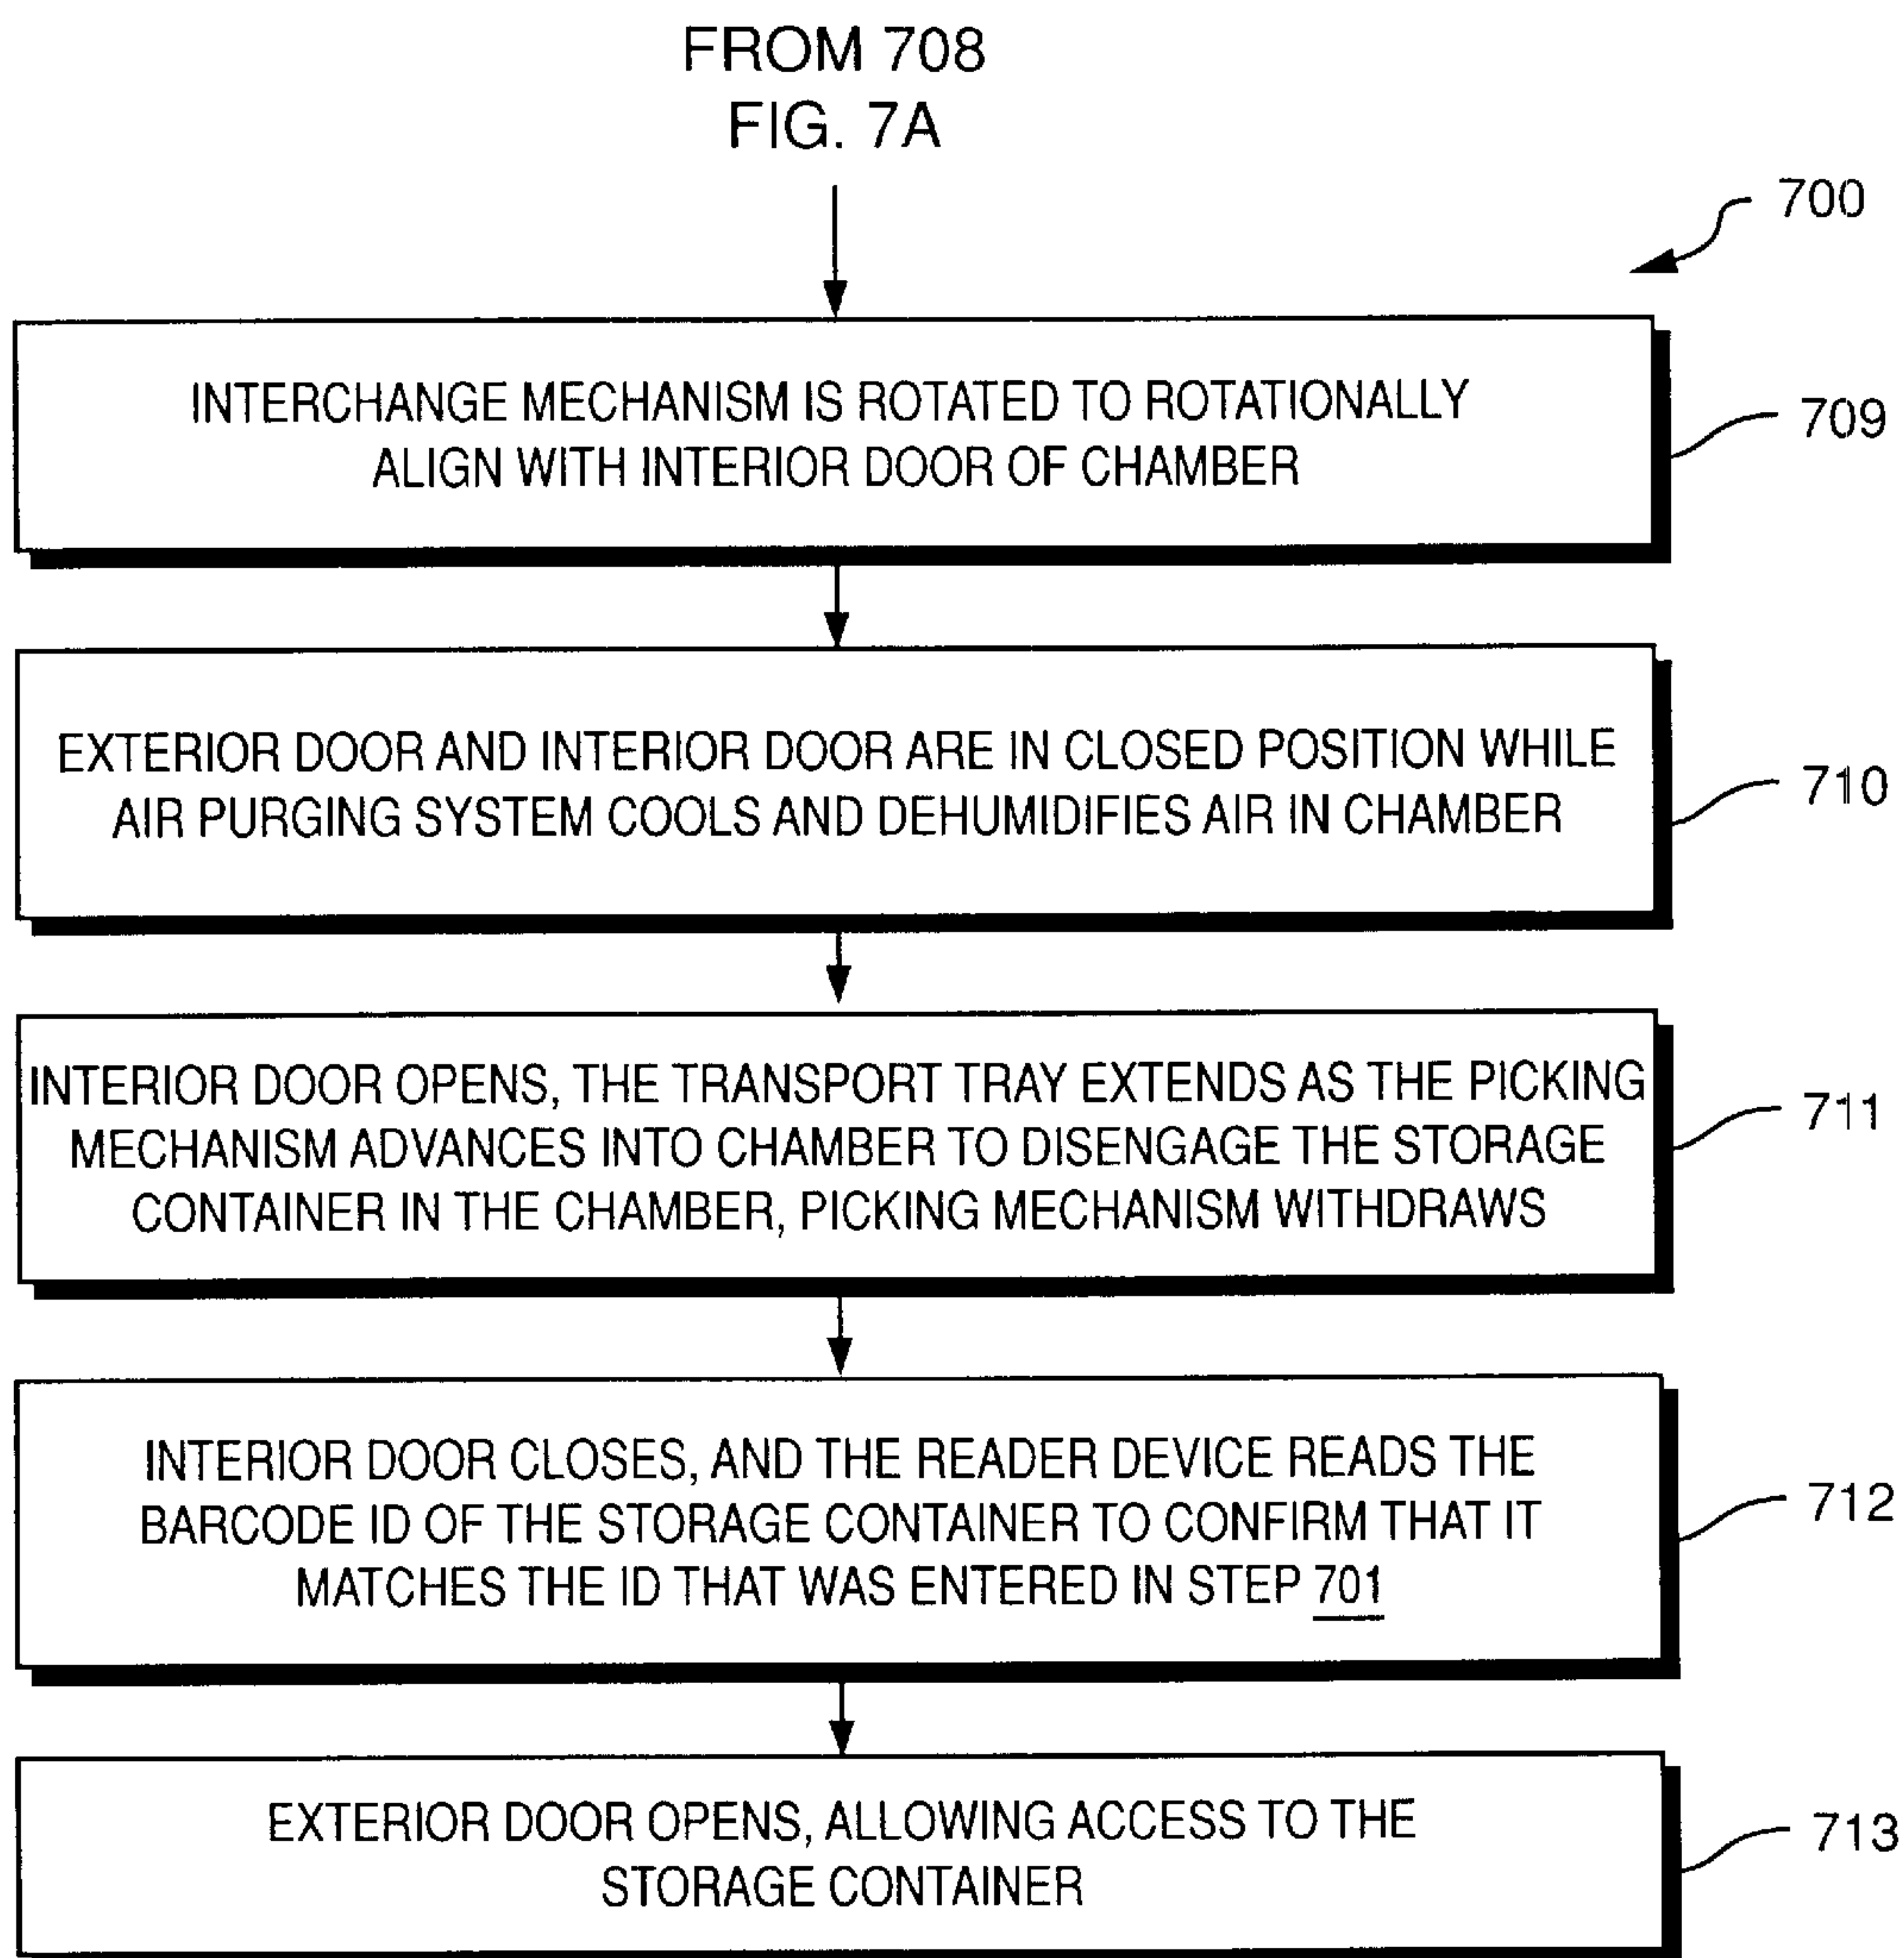 FROM 708
FIG. 7A
700
INTERCHANGE MECHANISM IS ROTATED TO ROTATIONALLY
ALIGN WITH INTERIOR DOOR OF CHAMBER
709
EXTERIOR DOOR AND INTERIOR DOOR ARE IN CLOSED POSITION WHILE
AIR PURGING SYSTEM COOLS AND DEHUMIDIFIES AIR IN CHAMBER
710
INTERIOR DOOR OPENS, THE TRANSPORT TRAY EXTENDS AS THE PICKING
MECHANISM ADVANCES INTO CHAMBER TO DISENGAGE THE STORAGE
CONTAINER IN THE CHAMBER, PICKING MECHANISM WITHDRAWS
711
INTERIOR DOOR CLOSES, AND THE READER DEVICE READS THE
BARCODE ID OF THE STORAGE CONTAINER TO CONFIRM THAT IT
MATCHES THE ID THAT WAS ENTERED IN STEP 701
712
EXTERIOR DOOR OPENS, ALLOWING ACCESS TO THE
STORAGE CONTAINER
713